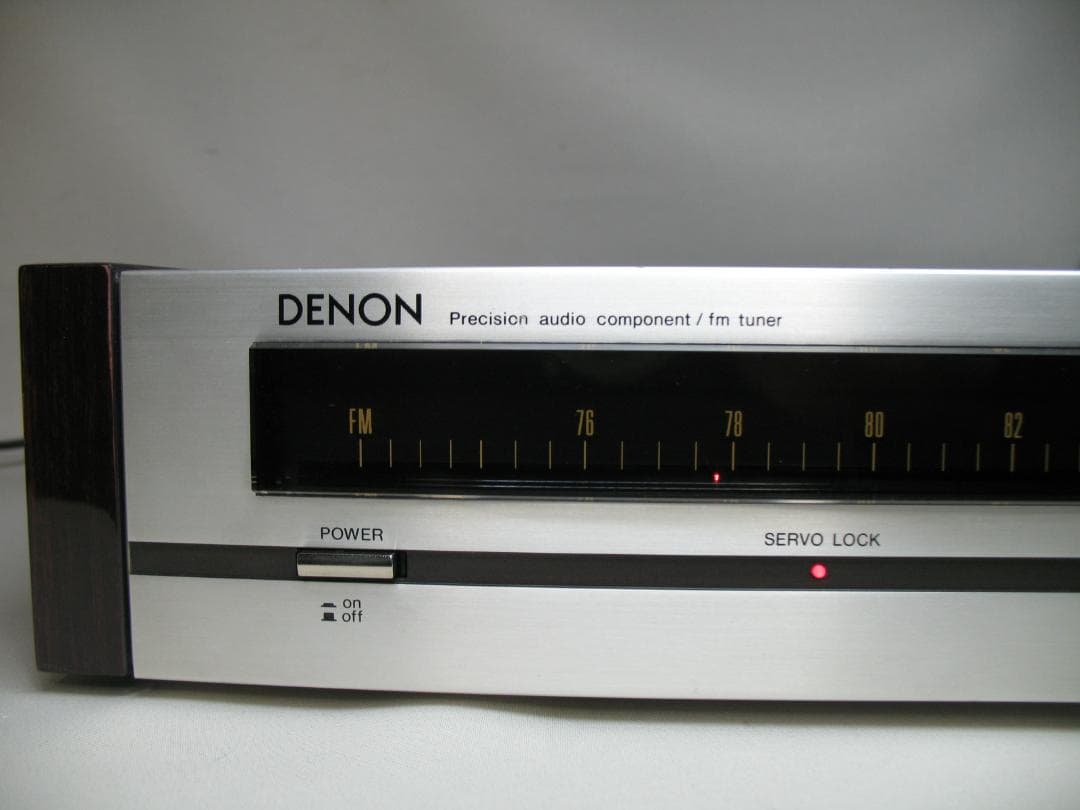 DENON Precision audio component / fm tuner
FM 76 78 80 82
POWER SERVO LOCK
on
off